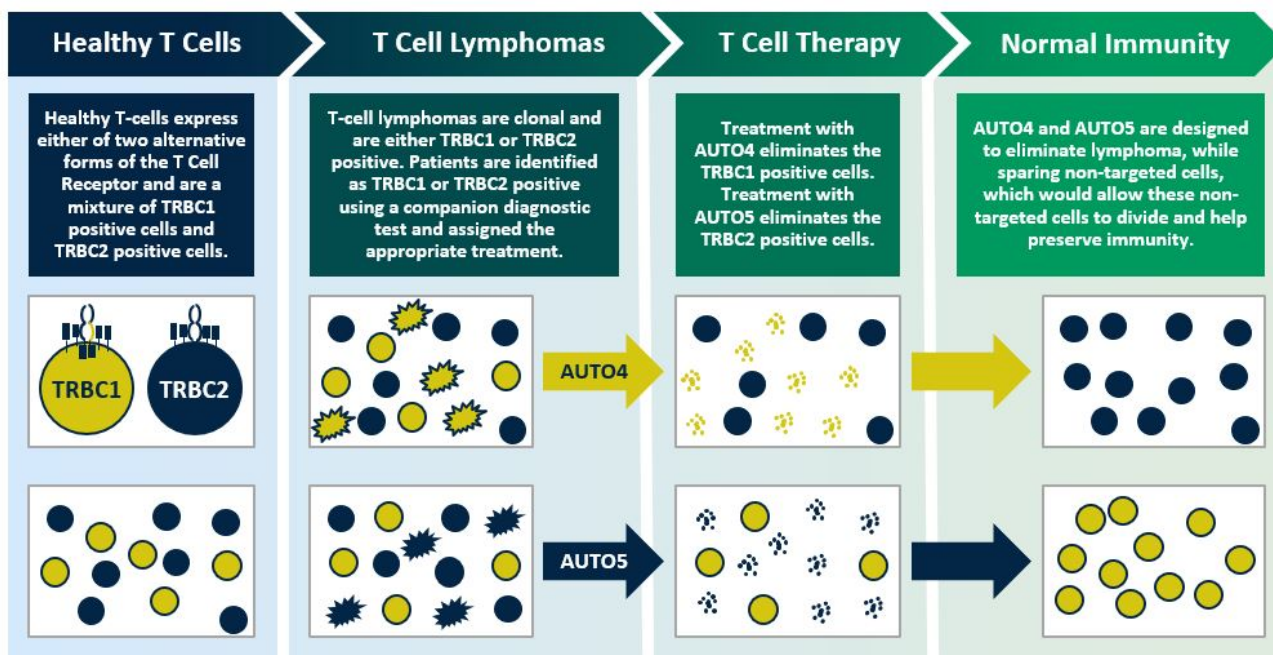 Healthy T Cells
T Cell Lymphomas
T Cell Therapy
Normal Immunity
Healthy T-cells express
either of two alternative
forms of the T Cell
Receptor and are a
mixture of TRBC1
positive cells and
TRBC2 positive cells.
T-cell lymphomas are clonal and
are either TRBC1 or TRBC2
positive. Patients are identified
as TRBC1 or TRBC2 positive
using a companion diagnostic
test and assigned the
appropriate treatment.
Treatment with
AUTO4 eliminates the
TRBC1 positive cells.
Treatment with
AUTO5 eliminates the
TRBC2 positive cells.
AUTO4 and AUTO5 are designed
to eliminate lymphoma, while
sparing non-targeted cells,
which would allow these non-
targeted cells to divide and help
preserve immunity.
TRBC1
TRBC2
AUTO4
AUTO5